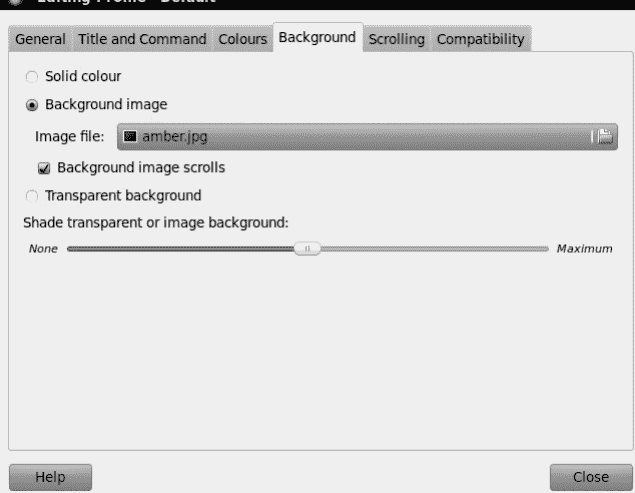 Editing Profile "Default"
General Title and Command Colours Background Scrolling Compatibility
Solid colour
Background image
Image file: amber.jpg
Background image scrolls
Transparent background
Shade transparent or image background:
None Maximum
Help Close